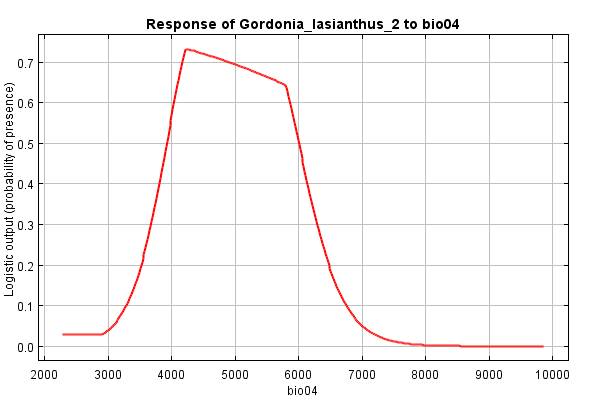 Response of Gordonia_lasianthus_2 to bio04
Logistic output (probability of presence)
0.7
0.6
0.5
0.4
0.3
0.2
0.1
0.0
2000 3000 4000 5000 6000 7000 8000 9000 10000
bio04